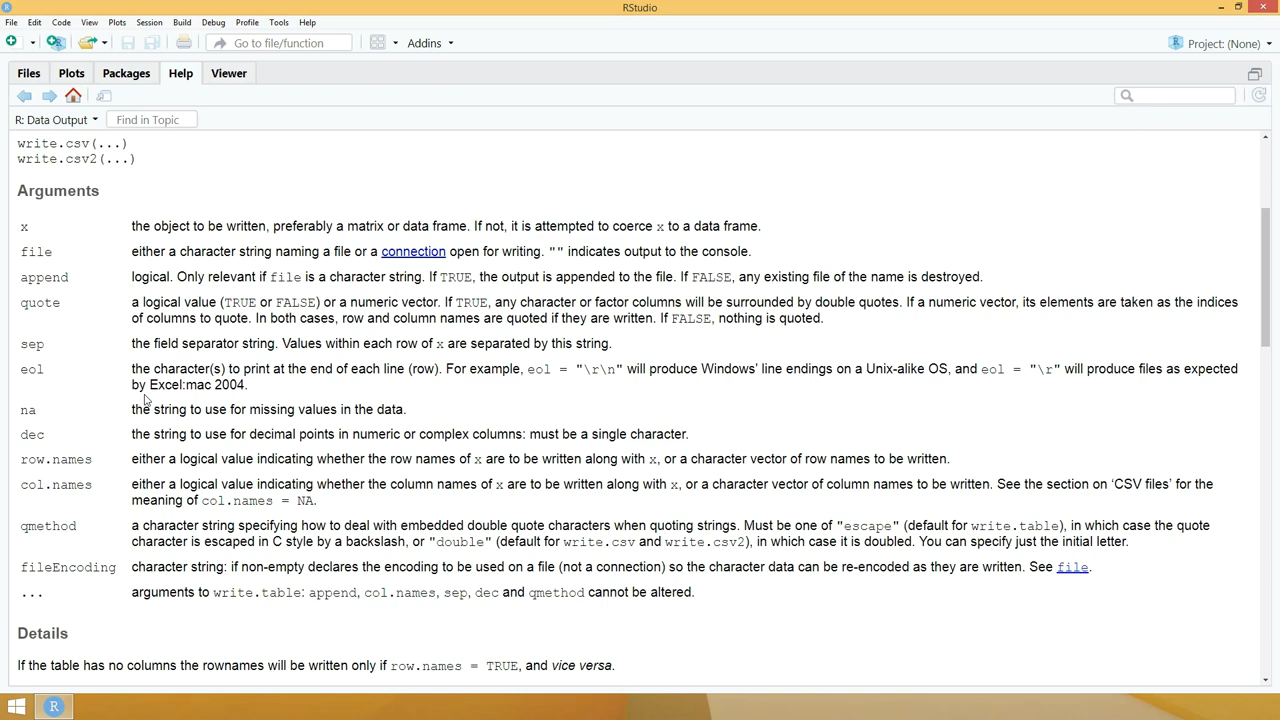 RStudio
File Edit Code View Plots Session Build Debug Profile Tools Help
Go to file/function Addins Project: (None)
Files Plots Packages Help Viewer
R: Data Output Find in Topic
write.csv(...)
write.csv2(...)
Arguments
x the object to be written, preferably a matrix or data frame. If not, it is attempted to coerce x to a data frame.
file either a character string naming a file or a connection open for writing. "" indicates output to the console.
append logical. Only relevant if file is a character string. If TRUE, the output is appended to the file. If FALSE, any existing file of the name is destroyed.
quote a logical value (TRUE or FALSE) or a numeric vector. If TRUE, any character or factor columns will be surrounded by double quotes. If a numeric vector, its elements are taken as the indices
of columns to quote. In both cases, row and column names are quoted if they are written. If FALSE, nothing is quoted.
sep the field separator string. Values within each row of x are separated by this string.
eol the character(s) to print at the end of each line (row). For example, eol = "\r\n" will produce Windows' line endings on a Unix-alike OS, and eol = "\r" will produce files as expected
by Excel:mac 2004.
na the string to use for missing values in the data.
dec the string to use for decimal points in numeric or complex columns: must be a single character.
row.names either a logical value indicating whether the row names of x are to be written along with x, or a character vector of row names to be written.
col.names either a logical value indicating whether the column names of x are to be written along with x, or a character vector of column names to be written. See the section on ‘CSV files’ for the
meaning of col.names = NA.
qmethod a character string specifying how to deal with embedded double quote characters when quoting strings. Must be one of "escape" (default for write.table), in which case the quote
character is escaped in C style by a backslash, or "double" (default for write.csv and write.csv2), in which case it is doubled. You can specify just the initial letter.
fileEncoding character string: if non-empty declares the encoding to be used on a file (not a connection) so the character data can be re-encoded as they are written. See file.
... arguments to write.table: append, col.names, sep, dec and qmethod cannot be altered.
Details
If the table has no columns the rownames will be written only if row.names = TRUE, and vice versa.
R